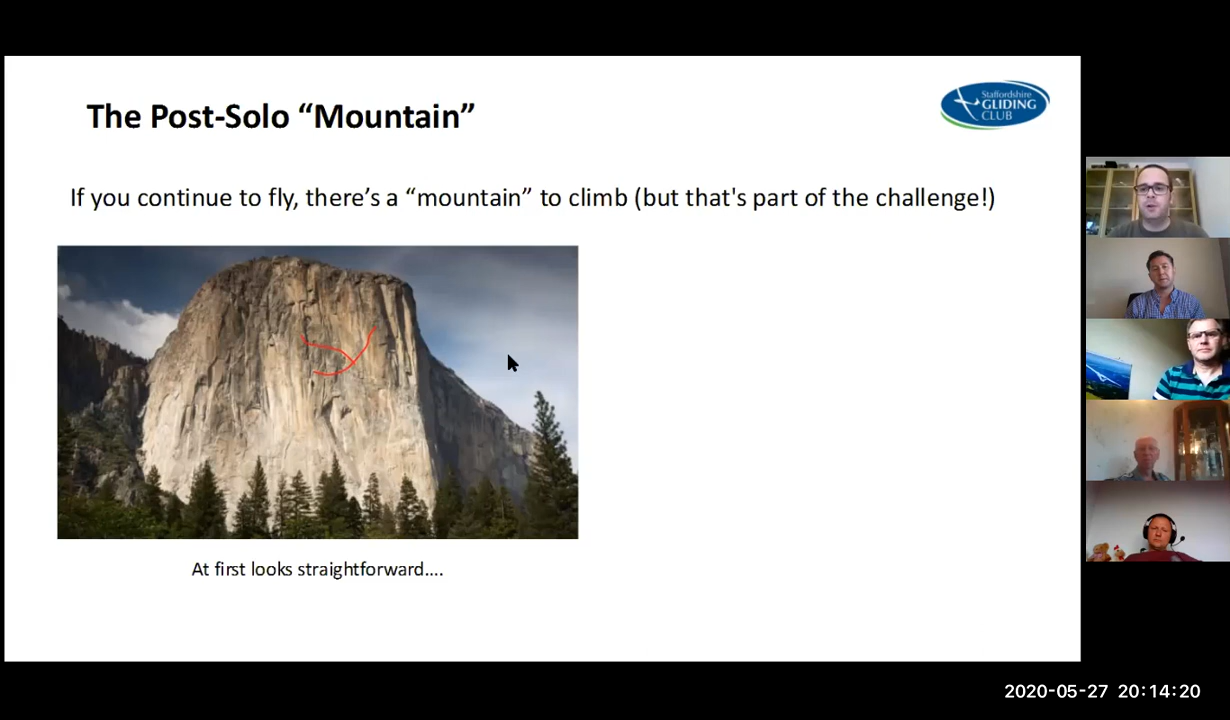 The Post-Solo “Mountain”
Staffordshire
GLIDING
CLUB
If you continue to fly, there’s a “mountain” to climb (but that's part of the challenge!)
At first looks straightforward....
2020-05-27 20:14:20